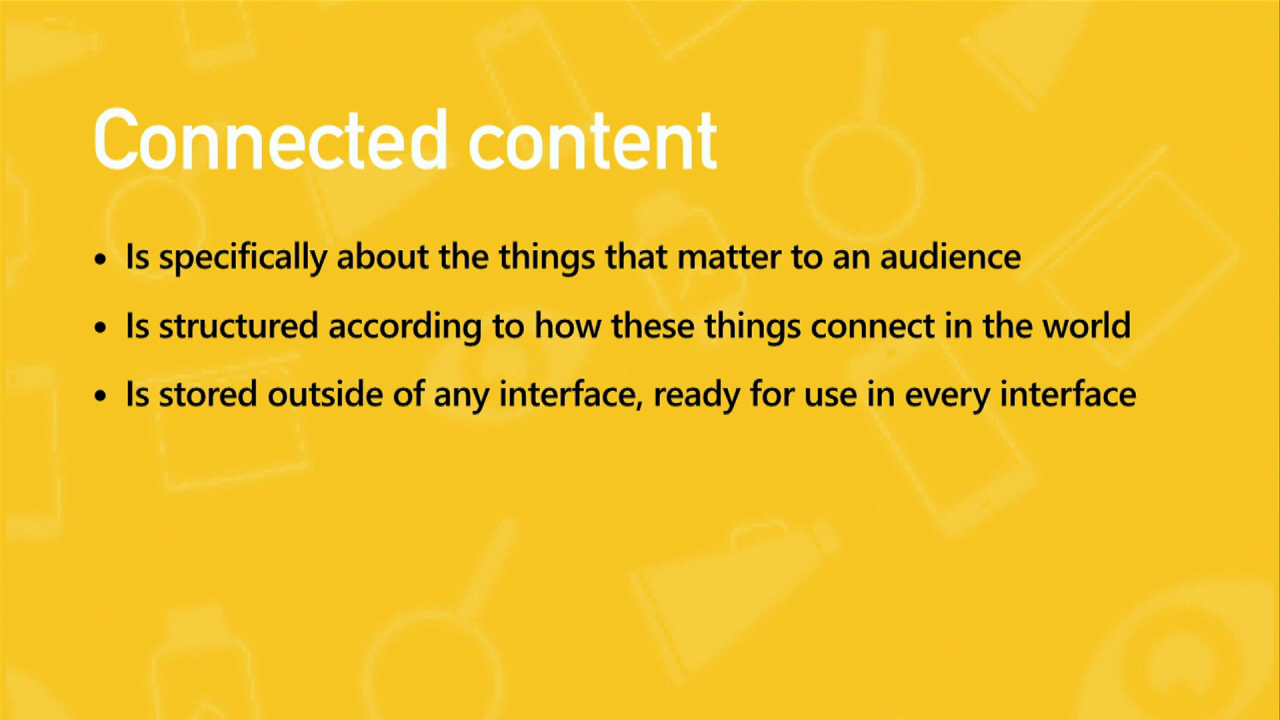 Connected content
• Is specifically about the things that matter to an audience
• Is structured according to how these things connect in the world
• Is stored outside of any interface, ready for use in every interface